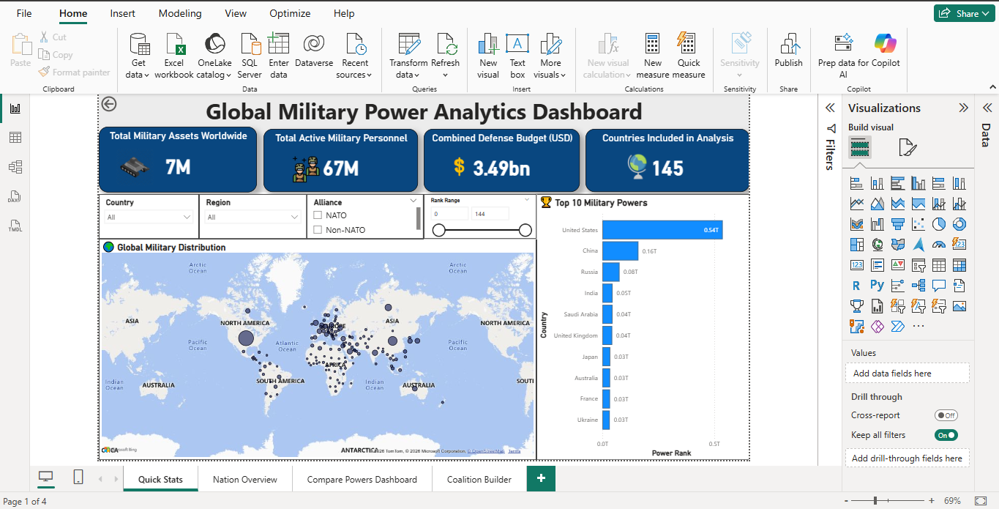 File Home Insert Modeling View Optimize Help Share
Paste
Cut
Copy
Format painter
Clipboard
Get data
Excel workbook
OneLake catalog
SQL Server
Enter data
Dataverse
Recent sources
Data
Transform data
Refresh
Queries
New visual
Text box
More visuals
Insert
New visual calculation
New measure
Quick measure
Calculations
Sensitivity
Sensitivity
Publish
Share
Prep data for AI
Copilot
Copilot
Global Military Power Analytics Dashboard
Total Military Assets Worldwide
7M
Total Active Military Personnel
67M
Combined Defense Budget (USD)
$ 3.49bn
Countries Included in Analysis
145
Country
All
Region
All
Alliance
NATO
Non-NATO
Rank Range
0 144
Global Military Distribution
Arctic Ocean
Arctic Ocean
ASIA
NORTH AMERICA
EUROPE
ASIA
NORTH AMERICA
Pacific Ocean
Atlantic Ocean
Pacific Ocean
AFRICA
Indian Ocean
AUSTRALIA
SOUTH AMERICA
Indian Ocean
AUSTRALIA
SOUTH
ANTARCTICA
TomTom, © 2026 Microsoft Corporation, © OpenStreetMap Terms
Top 10 Military Powers
Country
United States 0.54T
China 0.16T
Russia 0.08T
India 0.05T
Saudi Arabia 0.04T
United Kingdom 0.04T
Japan 0.03T
Australia 0.03T
France 0.03T
Ukraine 0.03T
0.0T 0.5T
Power Rank
Filters
Visualizations
Build visual
123
123
R Py
Values
Add data fields here
Drill through
Cross-report Off
Keep all filters On
Add drill-through fields here
Data
DAX
TMDL
Quick Stats
Nation Overview
Compare Powers Dashboard
Coalition Builder
+
Page 1 of 4
- + 69%